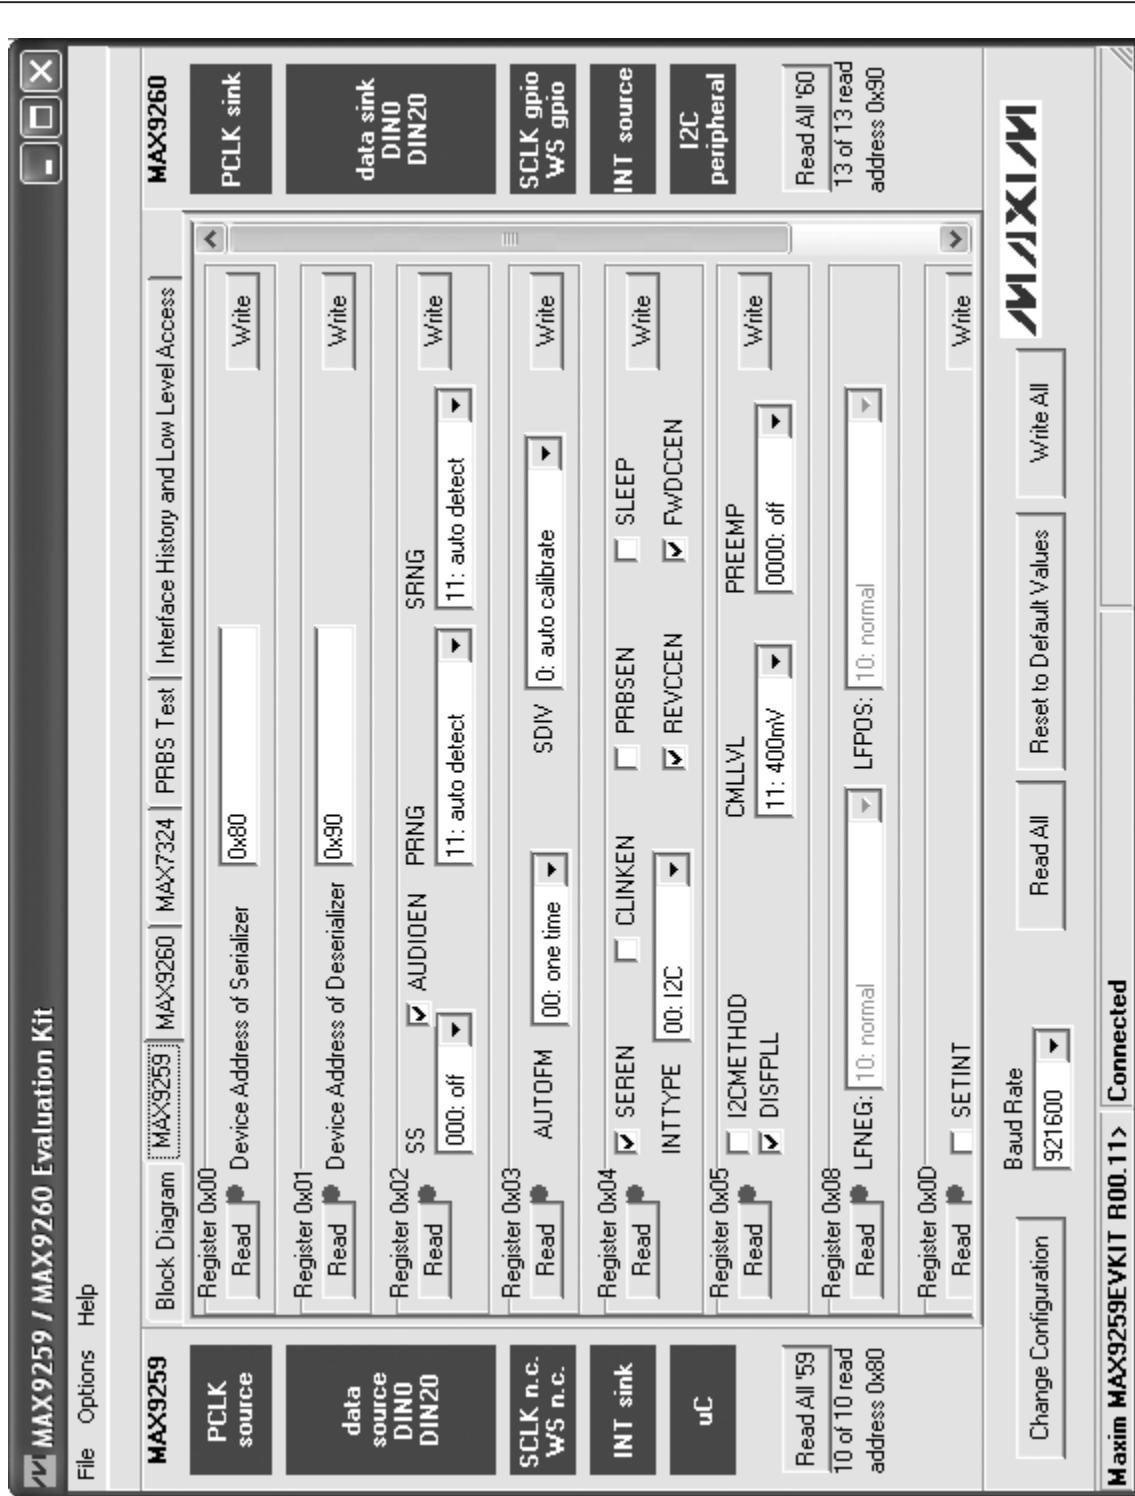 MAX9259 / MAX9260 Evaluation Kit
File Options Help
MAX9259
PCLK
source
data
source
DIN0
DIN20
SCLK n.c.
WS n.c.
INT sink
uC
Read All '59
10 of 10 read
address 0x80
Block Diagram MAX9259 MAX9260 MAX7324 PRBS Test Interface History and Low Level Access
Register 0x00
Read Device Address of Serializer 0x80 Write
Register 0x01
Read Device Address of Deserializer 0x90 Write
Register 0x02
SS AUDIOEN PRNG SRNG
Read 000: off 11: auto detect 11: auto detect Write
Register 0x03
Read AUTOFM 00: one time SDIV 0: auto calibrate Write
Register 0x04
SEREN CLINKEN PRBSEN SLEEP
Read Write
INTTYPE 00: I2C REVCCEN FWDCCEN
Register 0x05
I2CMETHOD CMLLVL PREEMP
Read DISFPLL 11: 400mV 0000: off Write
Register 0x08
Read LFNEG: 10: normal LFPOS: 10: normal
Register 0x0D
Read SETINT Write
MAX9260
PCLK sink
data sink
DIN0
DIN20
SCLK gpio
WS gpio
INT source
I2C
peripheral
Read All '60
13 of 13 read
address 0x90
Change Configuration
Baud Rate
921600
Read All
Reset to Default Values
Write All
MAXIM
Maxim MAX9259EVKIT R00.11> Connected